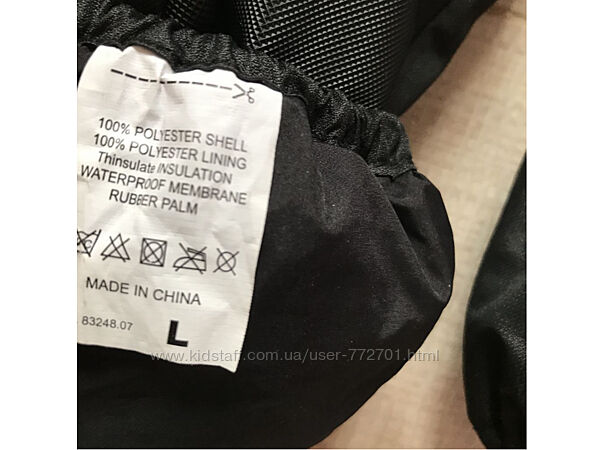 100% POLYESTER SHELL
100% POLYESTER LINING
Thinsulate INSULATION
WATERPROOF MEMBRANE
RUBBER PALM
MADE IN CHINA
83248.07
L
www.kidstaff.com.ua/user-772701.html